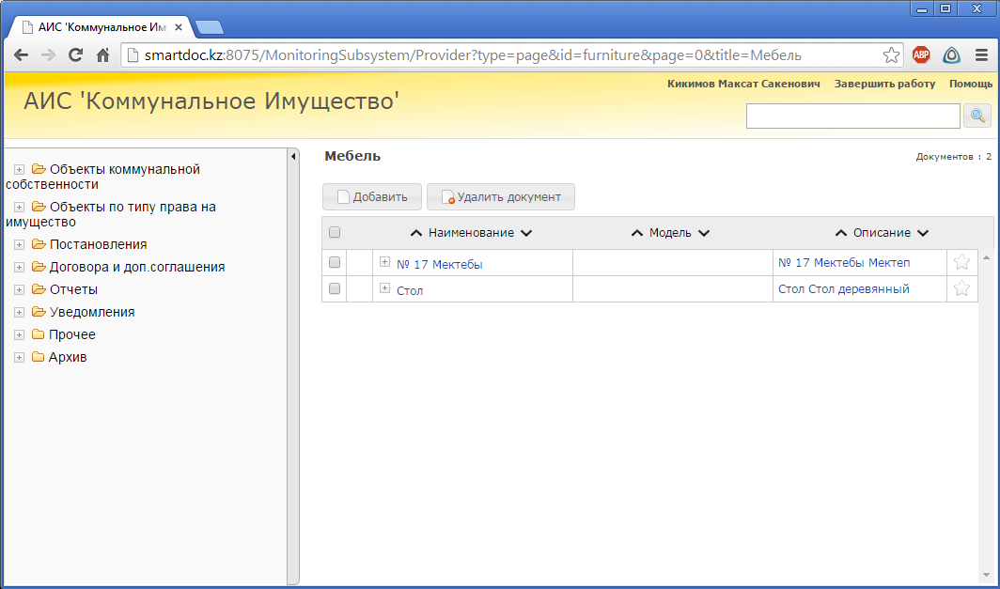 АИС 'Коммунальное Им
smartdoc.kz:8075/MonitoringSubsystem/Provider?type=page&id=furniture&page=0&title=Мебель
ABP
АИС 'Коммунальное Имущество'
Кикимов Максат Сакенович Завершить работу Помощь
Объекты коммунальной
собственности
Объекты по типу права на
имущество
Постановления
Договора и доп.соглашения
Отчеты
Уведомления
Прочее
Архив
Мебель
Документов : 2
Добавить Удалить документ
Наименование Модель Описание
№ 17 Мектебы № 17 Мектебы Мектеп
Стол Стол Стол деревянный